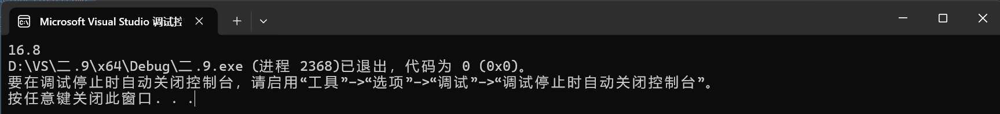 Microsoft Visual Studio 调试控
16.8
D:\VS\二.9\x64\Debug\二.9.exe (进程 2368)已退出，代码为 0 (0x0)。
要在调试停止时自动关闭控制台，请启用“工具”->“选项”->“调试”->“调试停止时自动关闭控制台”。
按任意键关闭此窗口. . .